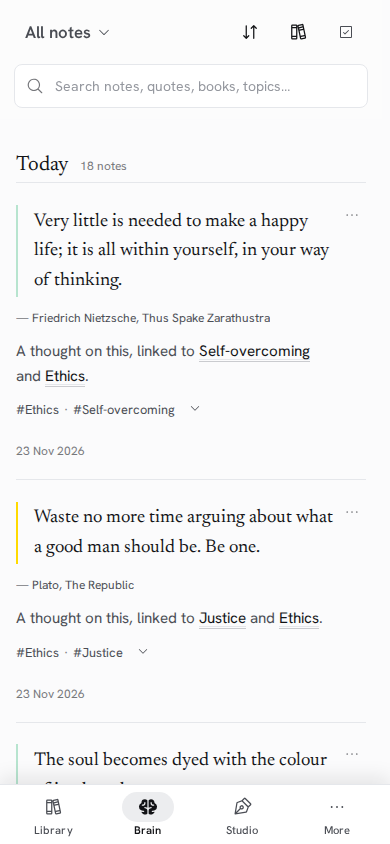 All notes
Search notes, quotes, books, topics...
Today 18 notes
Very little is needed to make a happy
life; it is all within yourself, in your way
of thinking.
— Friedrich Nietzsche, Thus Spake Zarathustra
A thought on this, linked to Self-overcoming
and Ethics.
#Ethics · #Self-overcoming
23 Nov 2026
Waste no more time arguing about what
a good man should be. Be one.
— Plato, The Republic
A thought on this, linked to Justice and Ethics.
#Ethics · #Justice
23 Nov 2026
The soul becomes dyed with the colour
Library Brain Studio More